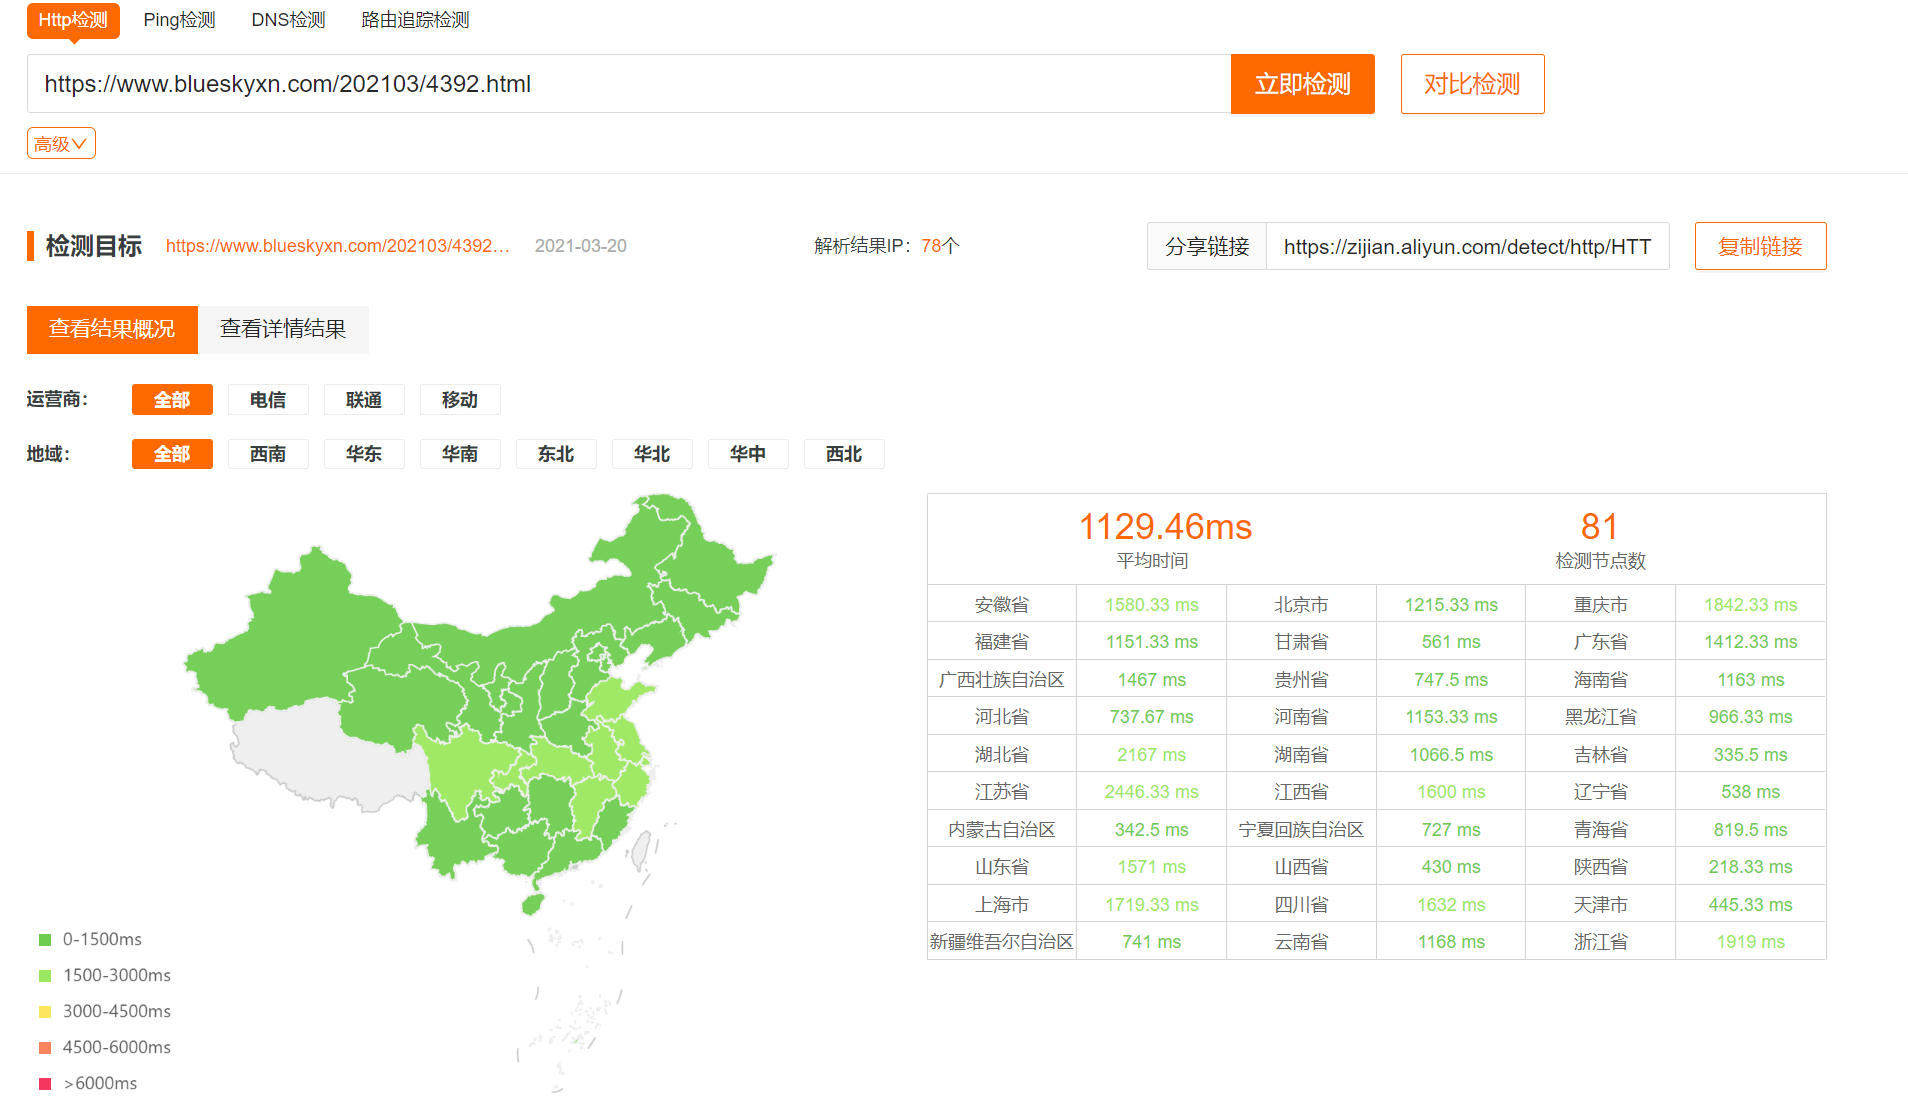 Http检测 Ping检测 DNS检测 路由追踪检测
https://www.blueskyxn.com/202103/4392.html 立即检测 对比检测
高级
检测目标 https://www.blueskyxn.com/202103/4392... 2021-03-20 解析结果IP：78个 分享链接 https://zijian.aliyun.com/detect/http/HTT 复制链接
查看结果概况 查看详情结果
运营商： 全部 电信 联通 移动
地域： 全部 西南 华东 华南 东北 华北 华中 西北
1129.46ms 81
平均时间 检测节点数
安徽省 1580.33 ms 北京市 1215.33 ms 重庆市 1842.33 ms
福建省 1151.33 ms 甘肃省 561 ms 广东省 1412.33 ms
广西壮族自治区 1467 ms 贵州省 747.5 ms 海南省 1163 ms
河北省 737.67 ms 河南省 1153.33 ms 黑龙江省 966.33 ms
湖北省 2167 ms 湖南省 1066.5 ms 吉林省 335.5 ms
江苏省 2446.33 ms 江西省 1600 ms 辽宁省 538 ms
内蒙古自治区 342.5 ms 宁夏回族自治区 727 ms 青海省 819.5 ms
山东省 1571 ms 山西省 430 ms 陕西省 218.33 ms
上海市 1719.33 ms 四川省 1632 ms 天津市 445.33 ms
新疆维吾尔自治区 741 ms 云南省 1168 ms 浙江省 1919 ms
0-1500ms
1500-3000ms
3000-4500ms
4500-6000ms
>6000ms